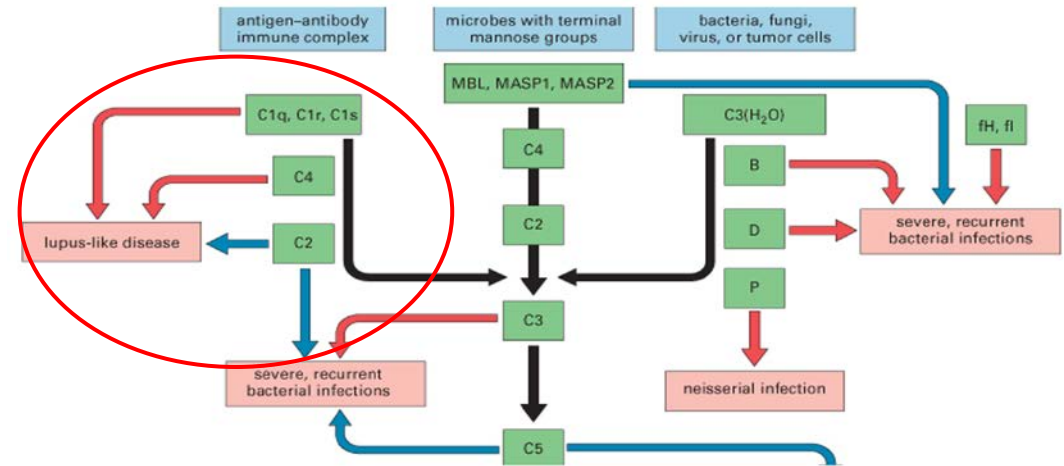 antigen–antibody
immune complex
microbes with terminal
mannose groups
bacteria, fungi,
virus, or tumor cells
MBL, MASP1, MASP2
C1q, C1r, C1s
C3(H₂O)
fH, fI
C4
C4
B
lupus-like disease
C2
C2
D
severe, recurrent
bacterial infections
P
C3
severe, recurrent
bacterial infections
neisserial infection
C5